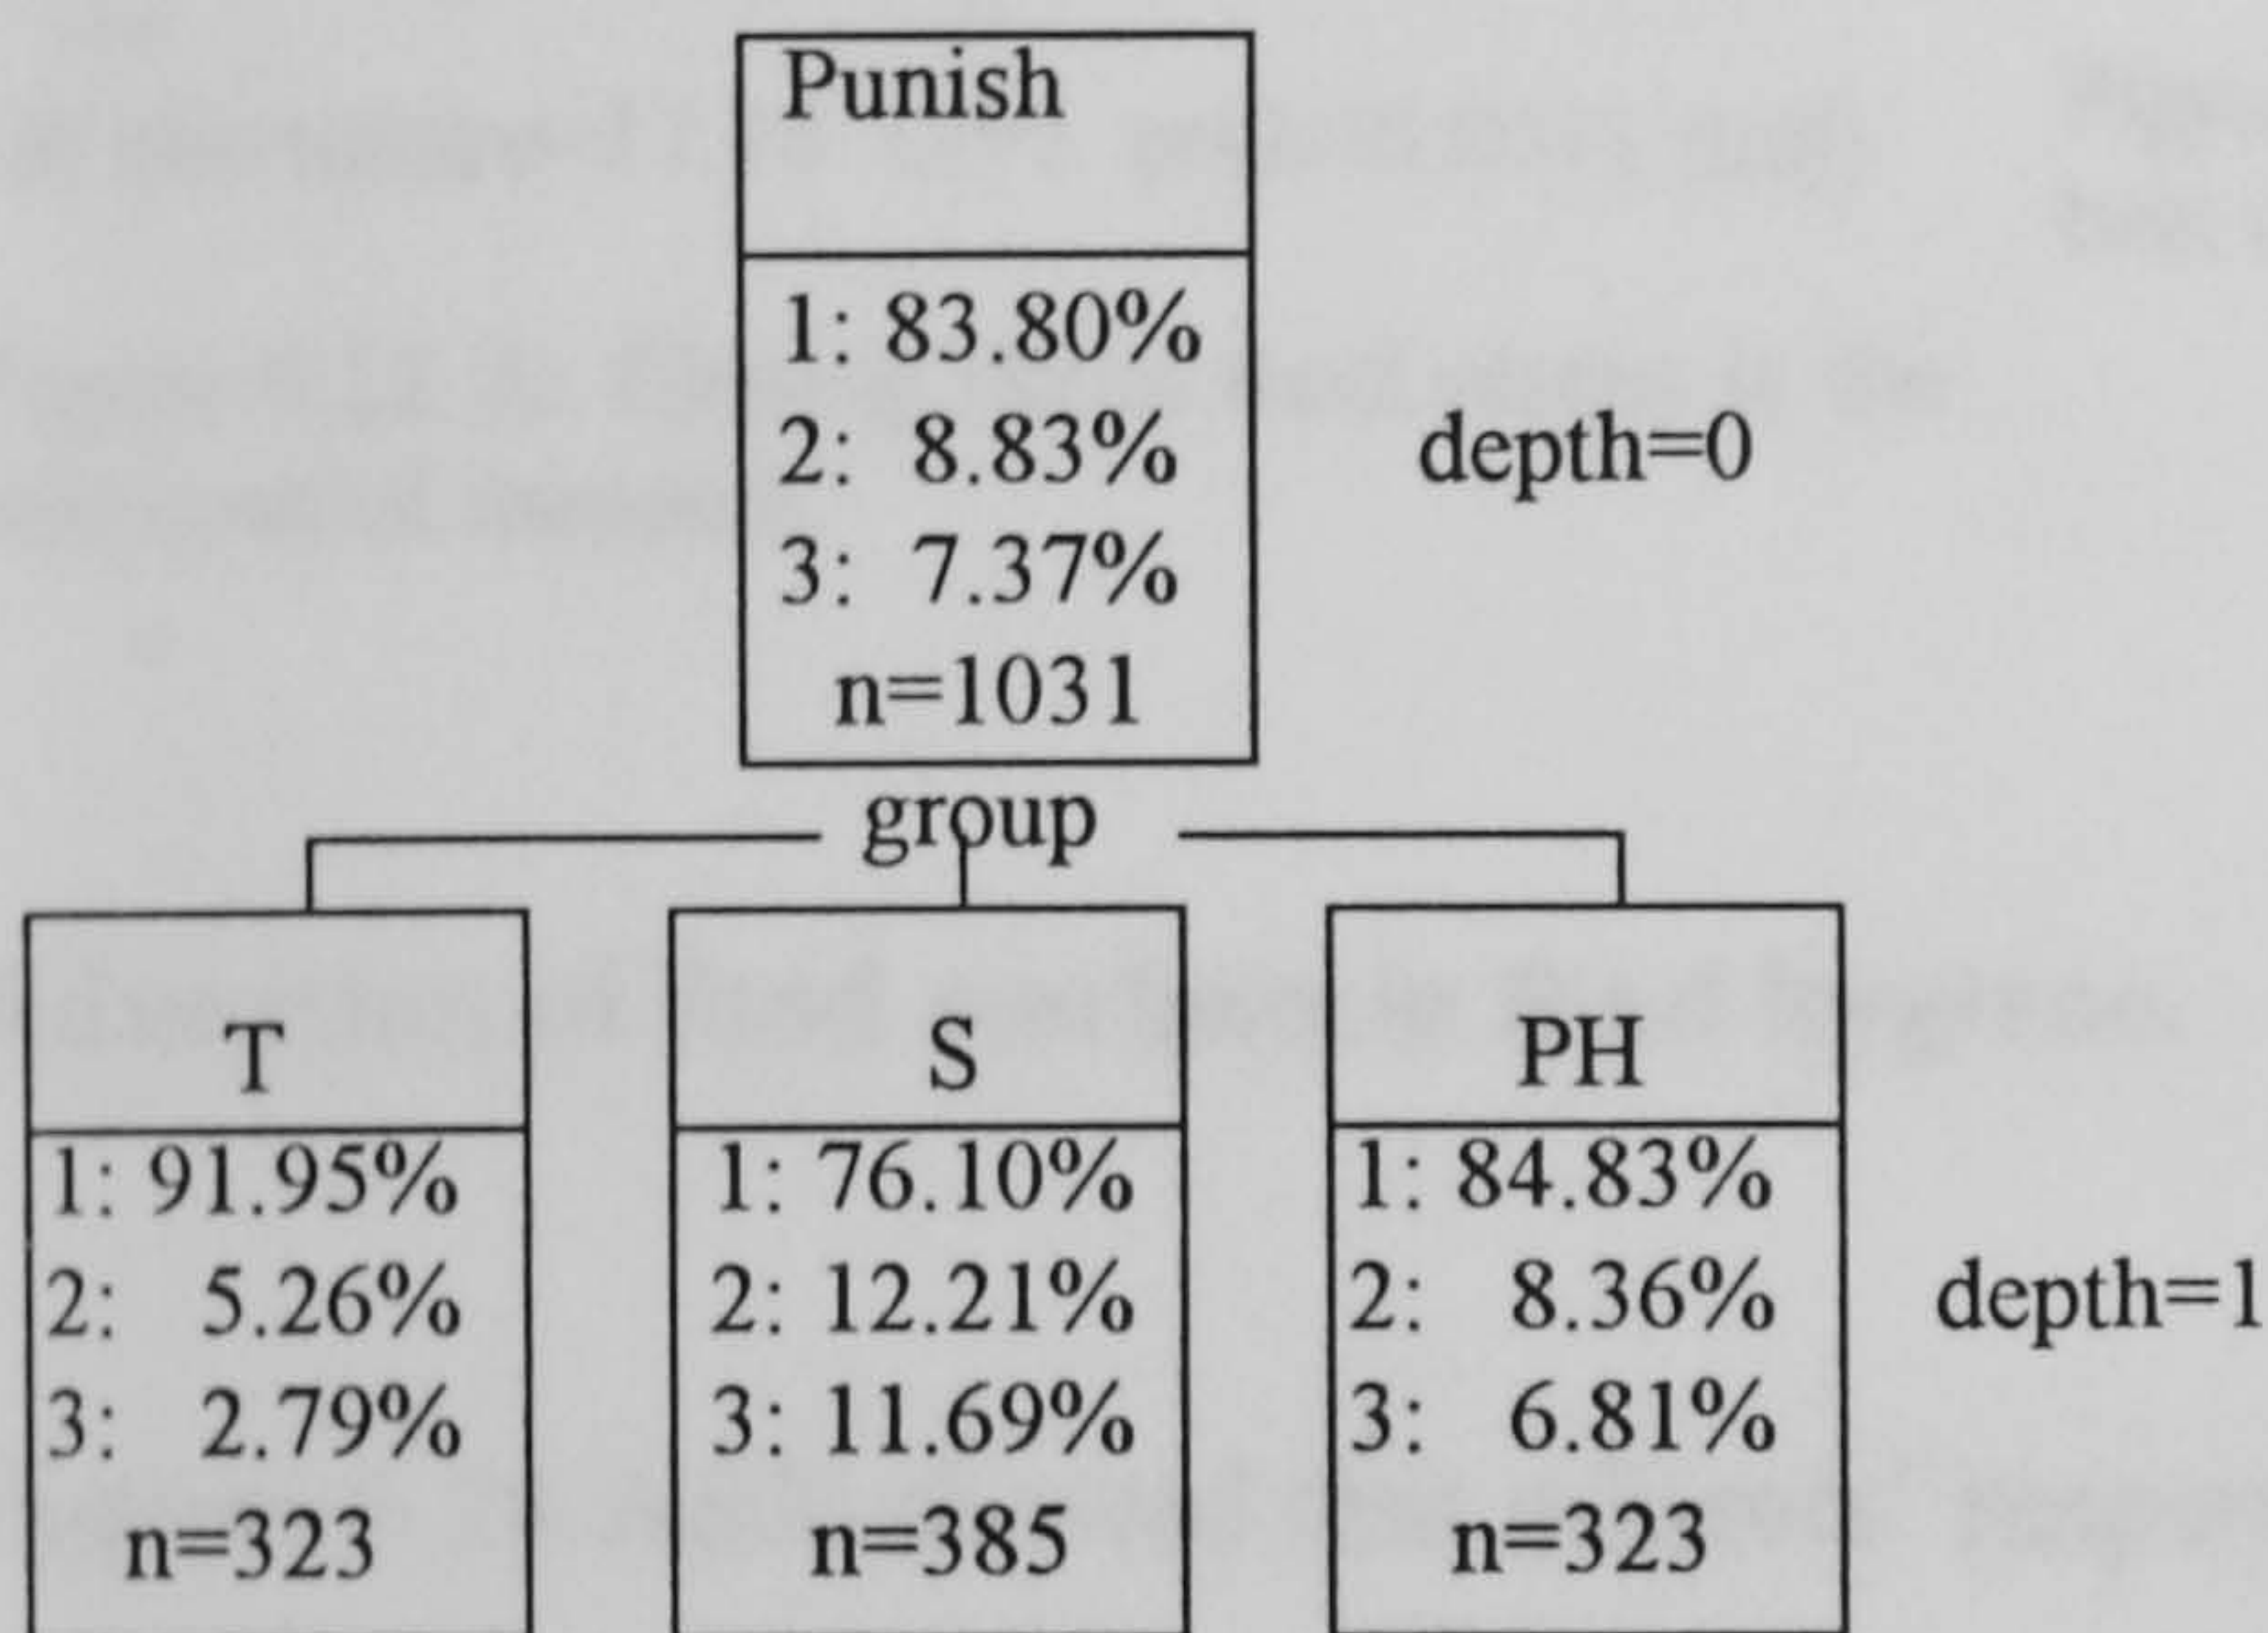 Punish
1: 83.80%
2: 8.83%
3: 7.37%
n=1031
depth=0
group
T
1: 91.95%
2: 5.26%
3: 2.79%
n=323
S
1: 76.10%
2: 12.21%
3: 11.69%
n=385
PH
1: 84.83%
2: 8.36%
3: 6.81%
n=323
depth=1